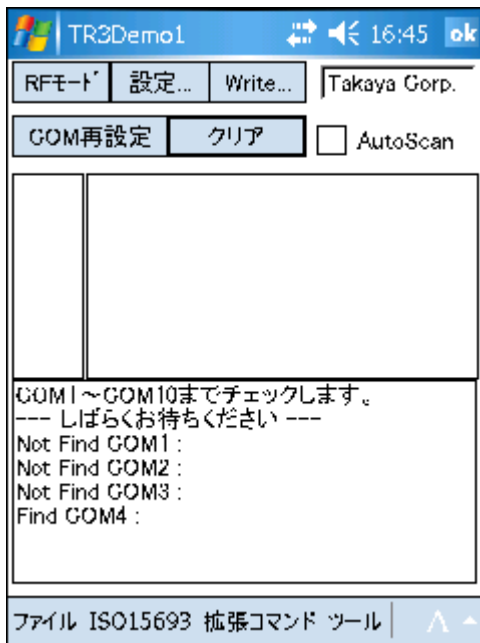 TR3Demo1 16:45 ok
RFﾓｰﾄﾞ 設定... Write... Takaya Corp.
COM再設定 クリア AutoScan
COM1～COM10までチェックします。
--- しばらくお待ちください ---
Not Find COM1 :
Not Find COM2 :
Not Find COM3 :
Find COM4 :
ファイル ISO15693 拡張コマンド ツール